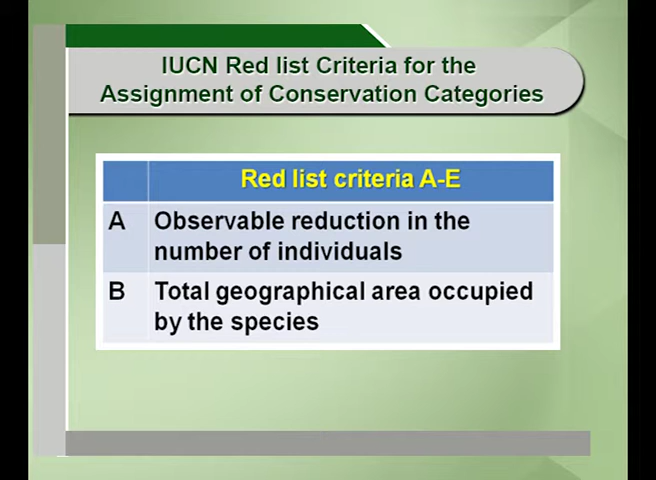 IUCN Red list Criteria for the
Assignment of Conservation Categories
Red list criteria A-E
A Observable reduction in the
number of individuals
B Total geographical area occupied
by the species